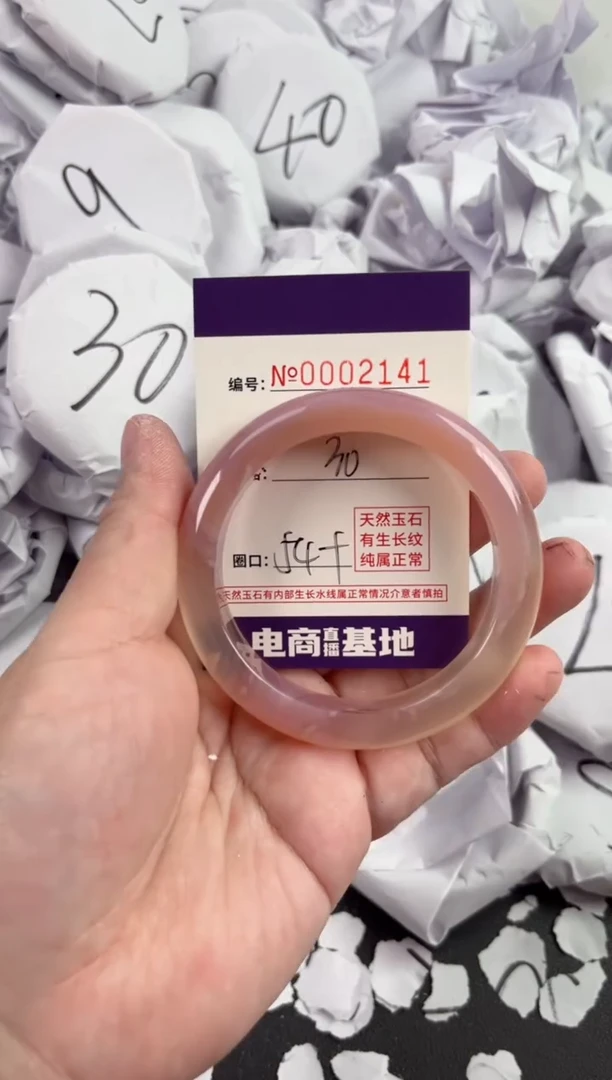 40
9
30
编号: №0002141
30
天然玉石
有生长纹
纯属正常
圈口: 54+
天然玉石有内部生长水线属正常情况介意者慎拍
电商直播基地